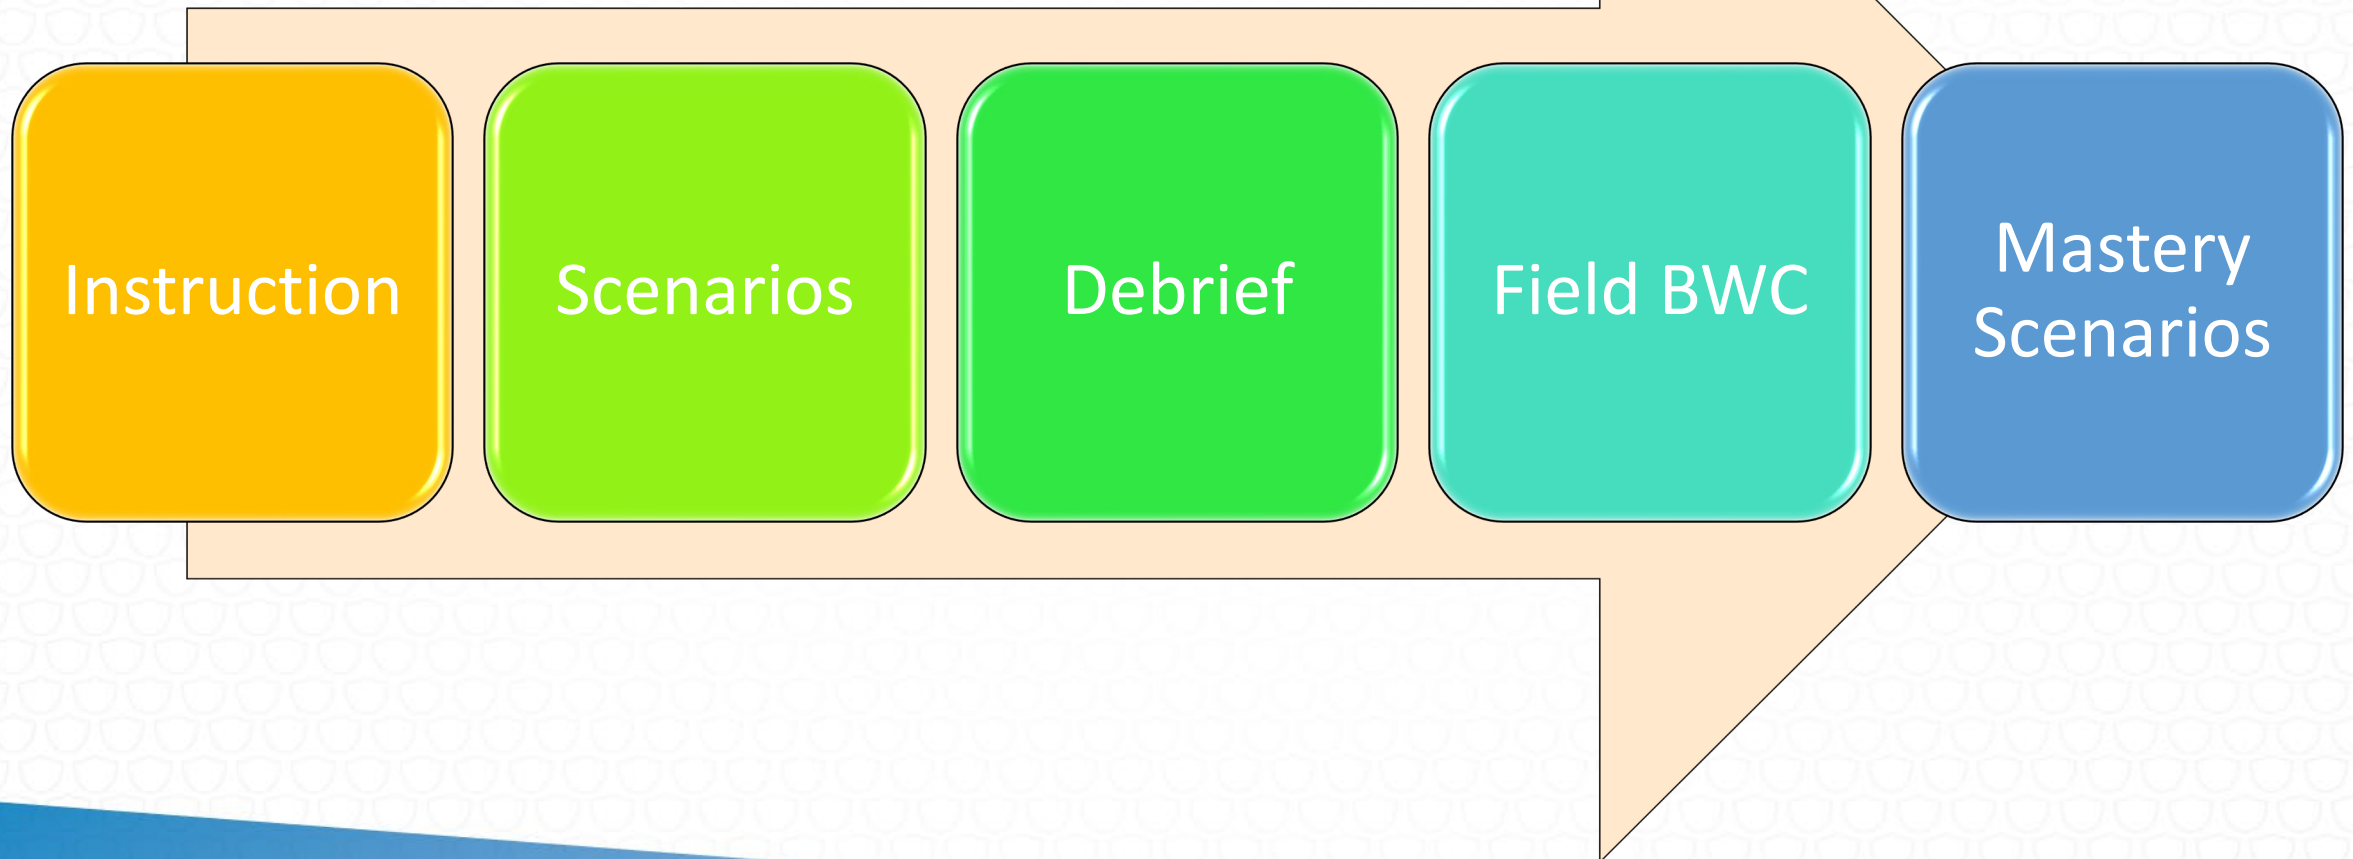 Instruction
Scenarios
Debrief
Field BWC
Mastery
Scenarios